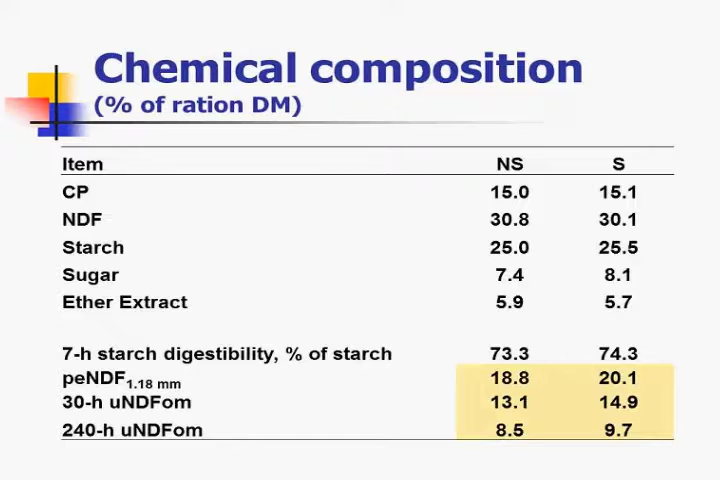 Chemical composition
(% of ration DM)
Item NS S
CP 15.0 15.1
NDF 30.8 30.1
Starch 25.0 25.5
Sugar 7.4 8.1
Ether Extract 5.9 5.7
7-h starch digestibility, % of starch 73.3 74.3
peNDF1.18 mm 18.8 20.1
30-h uNDFom 13.1 14.9
240-h uNDFom 8.5 9.7